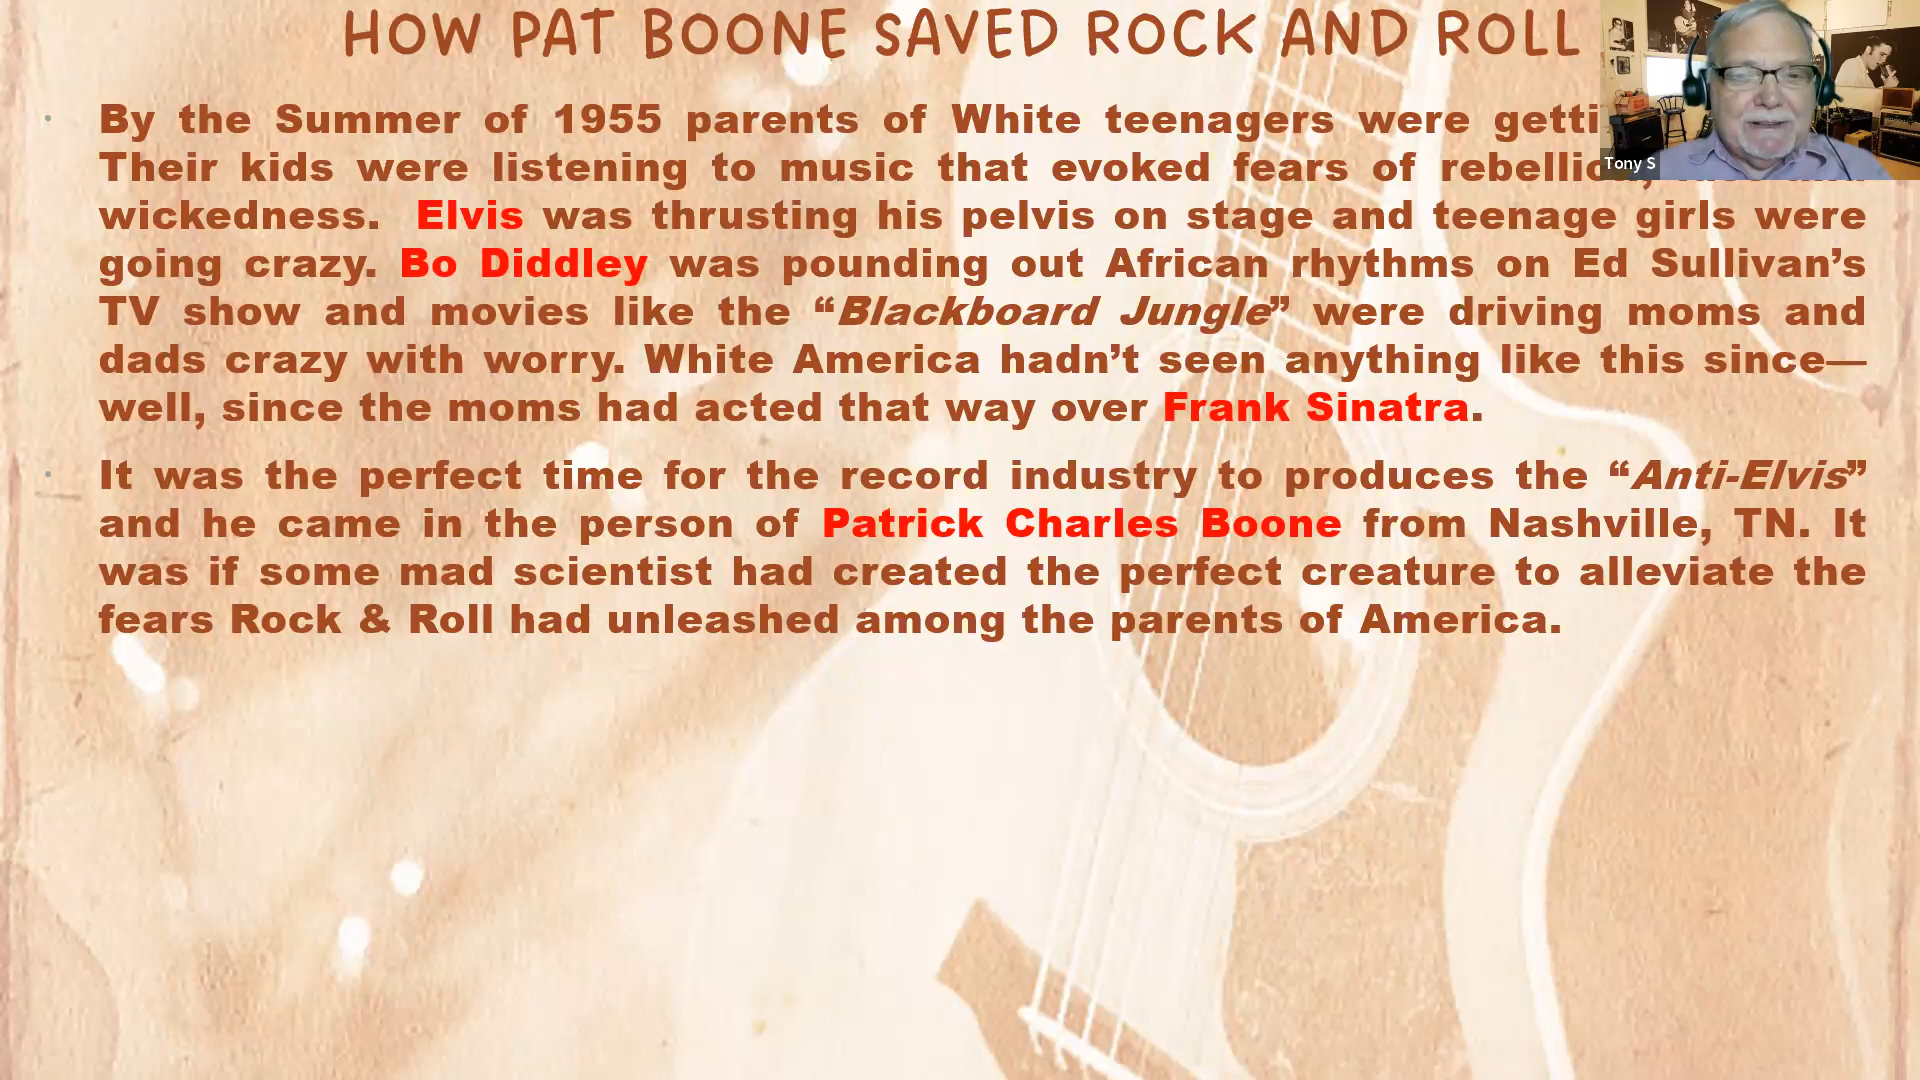 HOW PAT BOONE SAVED ROCK AND ROLL
By the Summer of 1955 parents of White teenagers were
Their kids were listening to music that evoked fears of
wickedness. Elvis was thrusting his pelvis on stage and teenage girls were
going crazy. Bo Diddley was pounding out African rhythms on Ed Sullivan’s
TV show and movies like the “Blackboard Jungle” were driving moms and
dads crazy with worry. White America hadn’t seen anything like this since—
well, since the moms had acted that way over Frank Sinatra.
It was the perfect time for the record industry to produces the “Anti-Elvis”
and he came in the person of Patrick Charles Boone from Nashville, TN. It
was if some mad scientist had created the perfect creature to alleviate the
fears Rock & Roll had unleashed among the parents of America.
Tony S